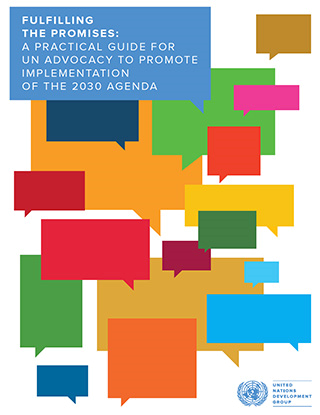 FULFILLING
THE PROMISES:
A PRACTICAL GUIDE FOR
UN ADVOCACY TO PROMOTE
IMPLEMENTATION
OF THE 2030 AGENDA
UNITED
NATIONS
DEVELOPMENT
GROUP